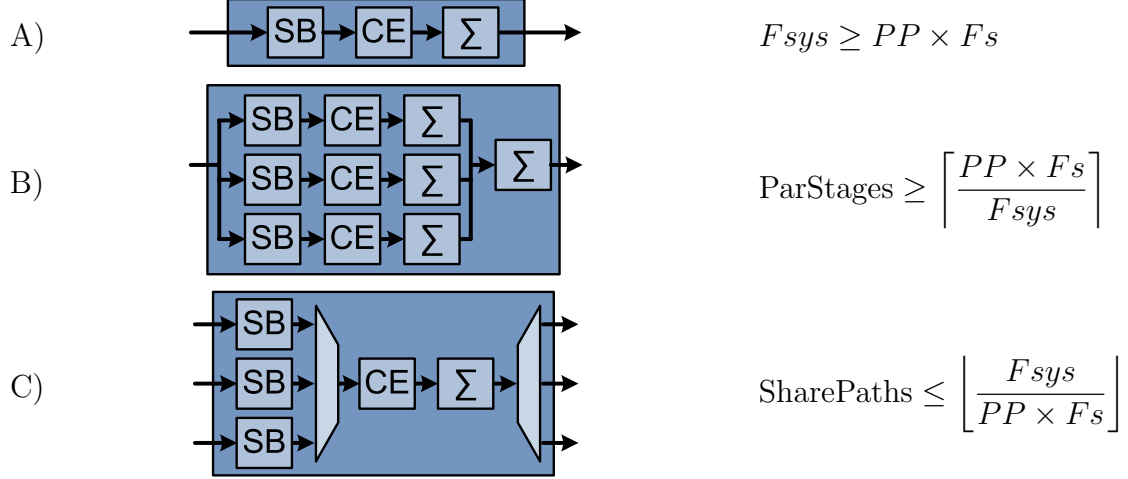 A) SB CE Σ Fsys ≥ PP × Fs
B) SB CE Σ
SB CE Σ Σ ParStages ≥ ⌈ PP × Fs / Fsys ⌉
SB CE Σ
C) SB
SB CE Σ SharePaths ≤ ⌊ Fsys / PP × Fs ⌋
SB